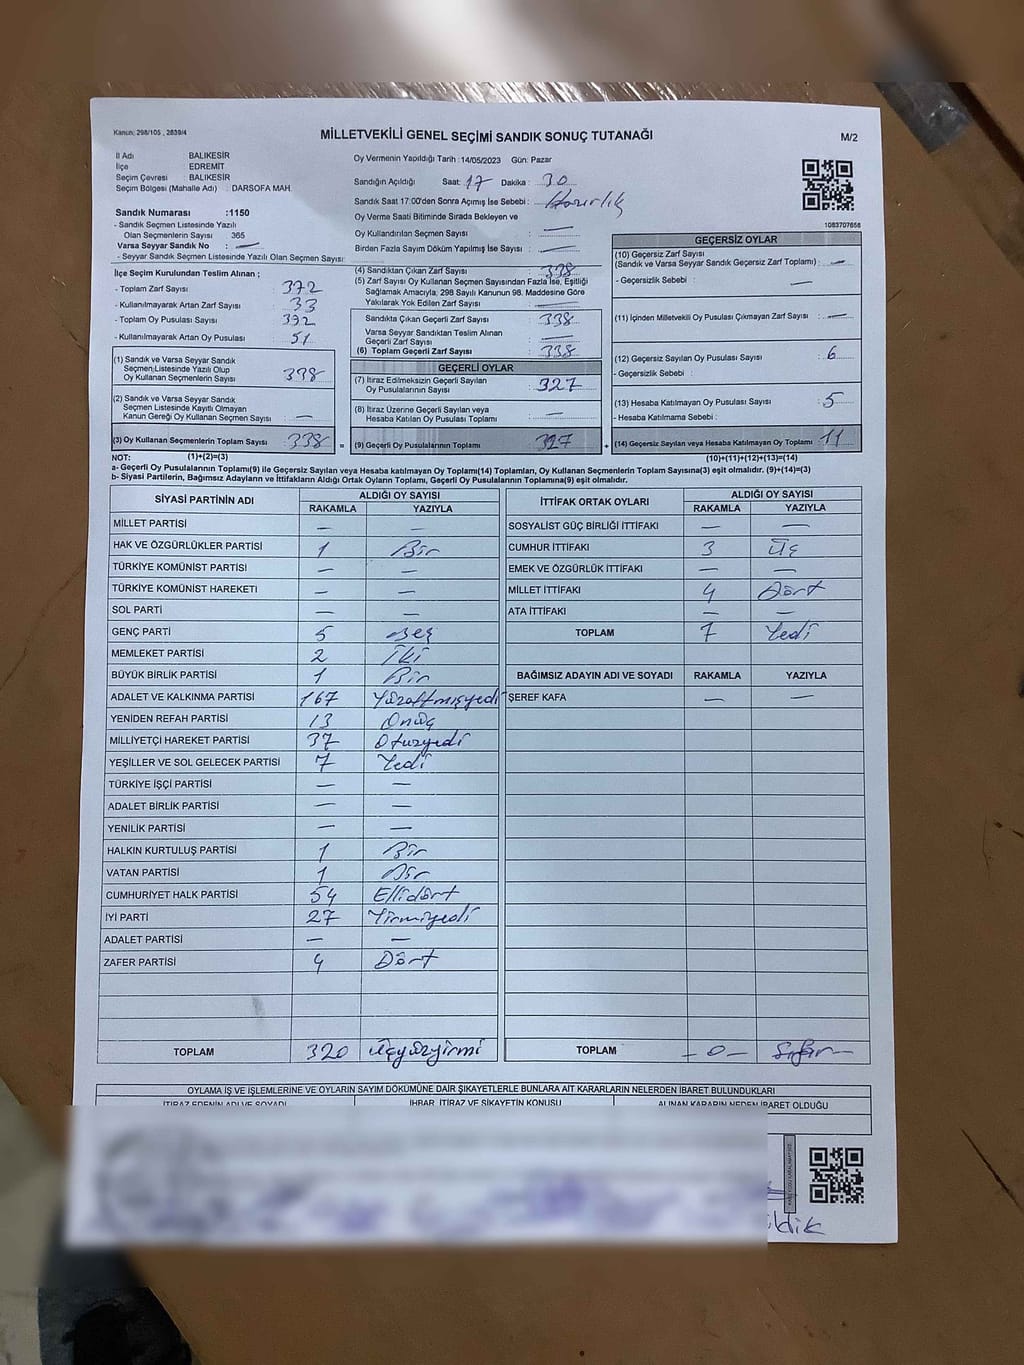 Kanun: 298/105 , 2839/4
MİLLETVEKİLİ GENEL SEÇİMİ SANDIK SONUÇ TUTANAĞI
M/2
İl Adı BALIKESİR
İlçe EDREMİT
Seçim Çevresi : BALIKESİR
Seçim Bölgesi (Mahalle Adı) : DARSOFA MAH.
Oy Vermenin Yapıldığı Tarih : 14/05/2023 Gün: Pazar
Sandığın Açıldığı Saat: 17 Dakika : 30
Sandık Saat 17:00'den Sonra Açımış İse Sebebi : Hazırlık
Oy Verme Saati Bitiminde Sırada Bekleyen ve
Oy Kullandırılan Seçmen Sayısı : —
Birden Fazla Sayım Döküm Yapılmış İse Sayısı : —
1083707658
Sandık Numarası :1150
- Sandık Seçmen Listesinde Yazılı
Olan Seçmenlerin Sayısı : 365
Varsa Seyyar Sandık No : —
- Seyyar Sandık Seçmen Listesinde Yazılı Olan Seçmen Sayısı:
İlçe Seçim Kurulundan Teslim Alınan ;
- Toplam Zarf Sayısı : 372
- Kullanılmayarak Artan Zarf Sayısı : 33
- Toplam Oy Pusulası Sayısı : 392
- Kullanılmayarak Artan Oy Pusulası : 51
(1) Sandık ve Varsa Seyyar Sandık
Seçmen Listesinde Yazılı Olup
Oy Kullanan Seçmenlerin Sayısı : 338
(2) Sandık ve Varsa Seyyar Sandık
Seçmen Listesinde Kayıtlı Olmayan
Kanun Gereği Oy Kullanan Seçmen Sayısı : —
(3) Oy Kullanan Seçmenlerin Toplam Sayısı : 338
(4) Sandıktan Çıkan Zarf Sayısı : 338
(5) Zarf Sayısı Oy Kullanan Seçmen Sayısından Fazla İse, Eşitliği
Sağlamak Amacıyla, 298 Sayılı Kanunun 98. Maddesine Göre
Yakılarak Yok Edilen Zarf Sayısı : —
Sandıkta Çıkan Geçerli Zarf Sayısı : 338
Varsa Seyyar Sandıktan Teslim Alınan
Geçerli Zarf Sayısı : —
(6) Toplam Geçerli Zarf Sayısı : 338
GEÇERLİ OYLAR
(7) İtiraz Edilmeksizin Geçerli Sayılan
Oy Pusulalarının Sayısı : 327
(8) İtiraz Üzerine Geçerli Sayılan veya
Hesaba Katılan Oy Pusulası Toplamı : —
= (9) Geçerli Oy Pusulalarının Toplamı : 327
GEÇERSİZ OYLAR
(10) Geçersiz Zarf Sayısı
(Sandık ve Varsa Seyyar Sandık Geçersiz Zarf Toplamı) : —
- Geçersizlik Sebebi : —
(11) İçinden Milletvekili Oy Pusulası Çıkmayan Zarf Sayısı : —
(12) Geçersiz Sayılan Oy Pusulası Sayısı : 6
- Geçersizlik Sebebi :
(13) Hesaba Katılmayan Oy Pusulası Sayısı : 5
- Hesaba Katılmama Sebebi :
+ (14) Geçersiz Sayılan veya Hesaba Katılmayan Oy Toplamı : 11
NOT: (1)+(2)=(3) (10)+(11)+(12)+(13)=(14)
a- Geçerli Oy Pusulalarının Toplamı(9) ile Geçersiz Sayılan veya Hesaba katılmayan Oy Toplamı(14) Toplamları, Oy Kullanan Seçmenlerin Toplam Sayısına(3) eşit olmalıdır. (9)+(14)=(3)
b- Siyasi Partilerin, Bağımsız Adayların ve İttifakların Aldığı Ortak Oyların Toplamı, Geçerli Oy Pusulalarının Toplamına(9) eşit olmalıdır.
SİYASİ PARTİNİN ADI ALDIĞI OY SAYISI
RAKAMLA YAZIYLA
MİLLET PARTİSİ — —
HAK VE ÖZGÜRLÜKLER PARTİSİ 1 Bir
TÜRKİYE KOMÜNİST PARTİSİ — —
TÜRKİYE KOMÜNİST HAREKETİ — —
SOL PARTİ — —
GENÇ PARTİ 5 Beş
MEMLEKET PARTİSİ 2 İki
BÜYÜK BİRLİK PARTİSİ 1 Bir
ADALET VE KALKINMA PARTİSİ 167 Yüzaltmışyedi
YENİDEN REFAH PARTİSİ 13 Onüç
MİLLİYETÇİ HAREKET PARTİSİ 37 Otuzyedi
YEŞİLLER VE SOL GELECEK PARTİSİ 7 Yedi
TÜRKİYE İŞÇİ PARTİSİ — —
ADALET BİRLİK PARTİSİ — —
YENİLİK PARTİSİ — —
HALKIN KURTULUŞ PARTİSİ 1 Bir
VATAN PARTİSİ 1 Bir
CUMHURİYET HALK PARTİSİ 54 Ellidört
İYİ PARTİ 27 Yirmiyedi
ADALET PARTİSİ — —
ZAFER PARTİSİ 4 Dört
TOPLAM 320 Üçyüzyirmi
İTTİFAK ORTAK OYLARI ALDIĞI OY SAYISI
RAKAMLA YAZIYLA
SOSYALİST GÜÇ BİRLİĞİ İTTİFAKI — —
CUMHUR İTTİFAKI 3 Üç
EMEK VE ÖZGÜRLÜK İTTİFAKI — —
MİLLET İTTİFAKI 4 Dört
ATA İTTİFAKI — —
TOPLAM 7 Yedi
BAĞIMSIZ ADAYIN ADI VE SOYADI RAKAMLA YAZIYLA
ŞEREF KAFA — —
TOPLAM -0- Sıfır
OYLAMA İŞ VE İŞLEMLERİNE VE OYLARIN SAYIM DÖKÜMÜNE DAİR ŞİKAYETLERLE BUNLARA AİT KARARLARIN NELERDEN İBARET BULUNDUKLARI
İTİRAZ EDENİN ADI VE SOYADI İHBAR, İTİRAZ VE ŞİKAYETİN KONUSU ALINAN KARARIN NEDEN İBARET OLDUĞU